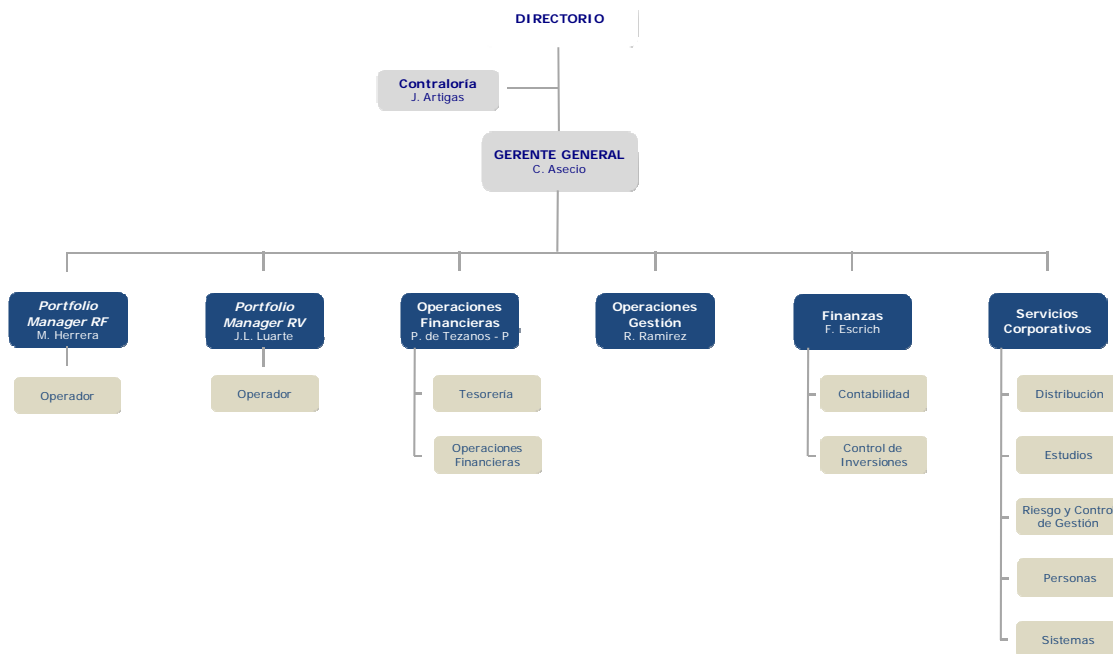 DIRECTORIO
Contraloría
J. Artigas
GERENTE GENERAL
C. Asecio
Portfolio
Manager RF
M. Herrera
Operador
Portfolio
Manager RV
J.L. Luarte
Operador
Operaciones
Financieras
P. de Tezanos - P
Tesorería
Operaciones
Financieras
Operaciones
Gestión
R. Ramirez
Finanzas
F. Escrich
Contabilidad
Control de
Inversiones
Servicios
Corporativos
Distribución
Estudios
Riesgo y Contro
de Gestión
Personas
Sistemas